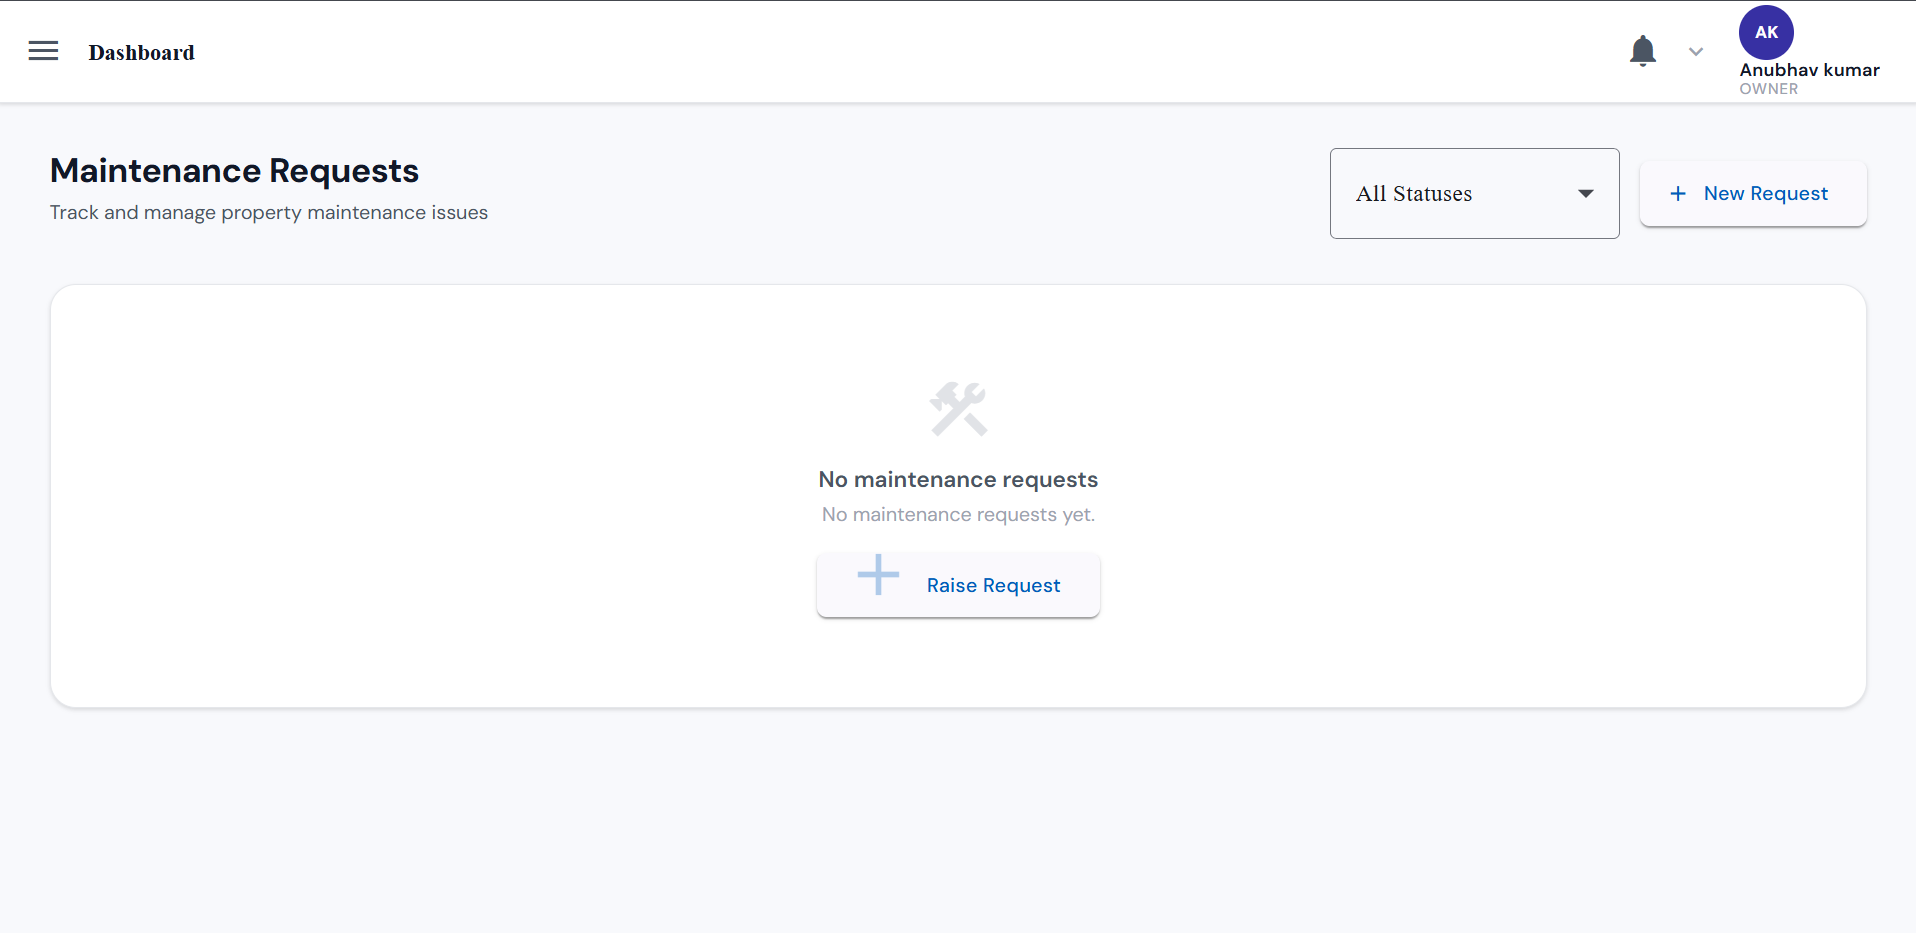 Dashboard
AK
Anubhav kumar
OWNER
Maintenance Requests
Track and manage property maintenance issues
All Statuses
New Request
No maintenance requests
No maintenance requests yet.
Raise Request